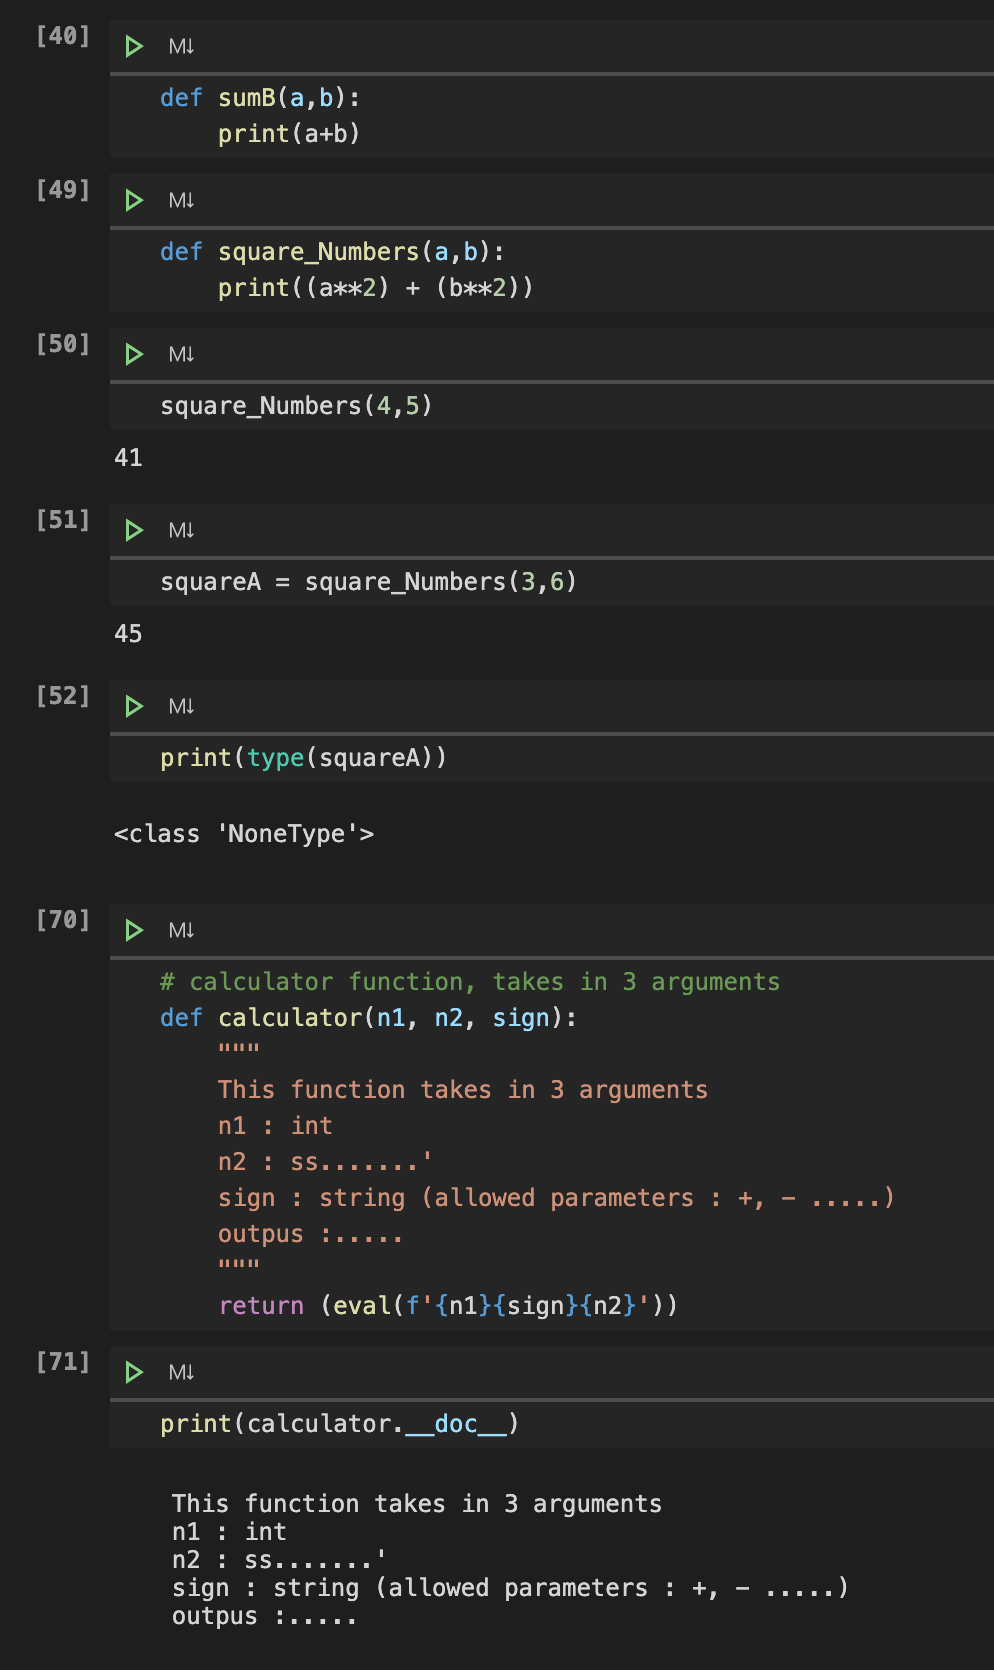 [40]
M↓
def sumB(a,b):
print(a+b)
[49]
M↓
def square_Numbers(a,b):
print((a**2) + (b**2))
[50]
M↓
square_Numbers(4,5)
41
[51]
M↓
squareA = square_Numbers(3,6)
45
[52]
M↓
print(type(squareA))
<class 'NoneType'>
[70]
M↓
# calculator function, takes in 3 arguments
def calculator(n1, n2, sign):
"""
This function takes in 3 arguments
n1 : int
n2 : ss.......'
sign : string (allowed parameters : +, - .....)
outpus :.....
"""
return (eval(f'{n1}{sign}{n2}'))
[71]
M↓
print(calculator.__doc__)
This function takes in 3 arguments
n1 : int
n2 : ss.......'
sign : string (allowed parameters : +, - .....)
outpus :.....